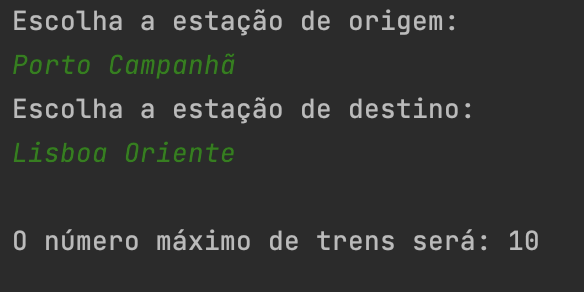 Escolha a estação de origem:
Porto Campanhã
Escolha a estação de destino:
Lisboa Oriente
O número máximo de trens será: 10